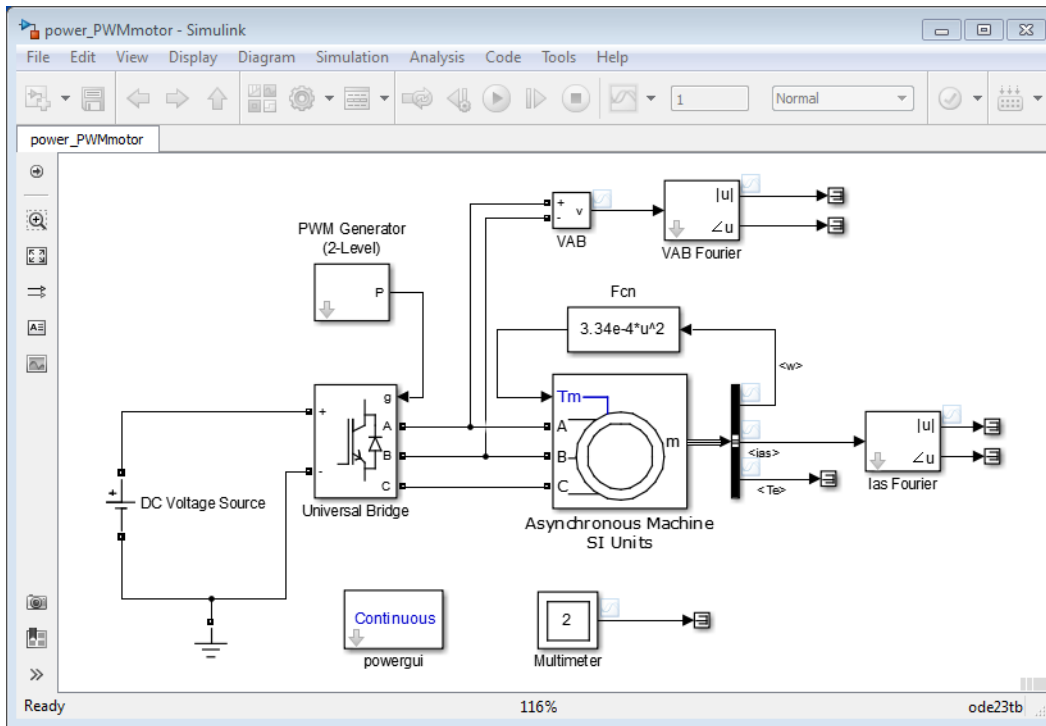 power_PWMmotor - Simulink
File Edit View Display Diagram Simulation Analysis Code Tools Help
1 Normal
power_PWMmotor
+ - v
VAB
|u|
∠u
VAB Fourier
PWM Generator
(2-Level)
P
Fcn
3.34e-4*u^2
<w>
g
+
A
B
-
C
Universal Bridge
Tm
A
B
C
m
Asynchronous Machine
SI Units
<ias>
<Te>
|u|
∠u
Ias Fourier
+
DC Voltage Source
Continuous
powergui
2
Multimeter
Ready 116% ode23tb